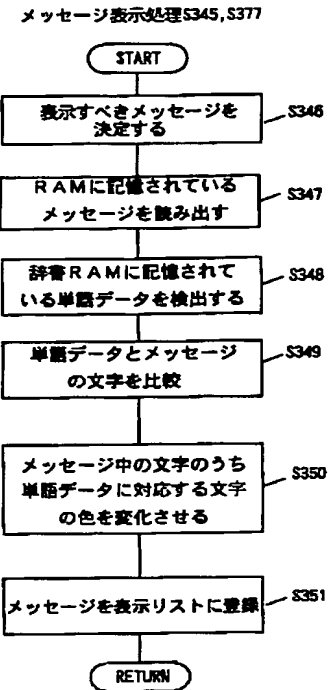 メッセージ表示処理S345,S377
START
表示すべきメッセージを
決定する
S346
RAMに記憶されている
メッセージを読み出す
S347
辞書RAMに記憶されて
いる単語データを検出する
S348
単語データとメッセージ
の文字を比較
S349
メッセージ中の文字のうち
単語データに対応する文字
の色を変化させる
S350
メッセージを表示リストに登録
S351
RETURN